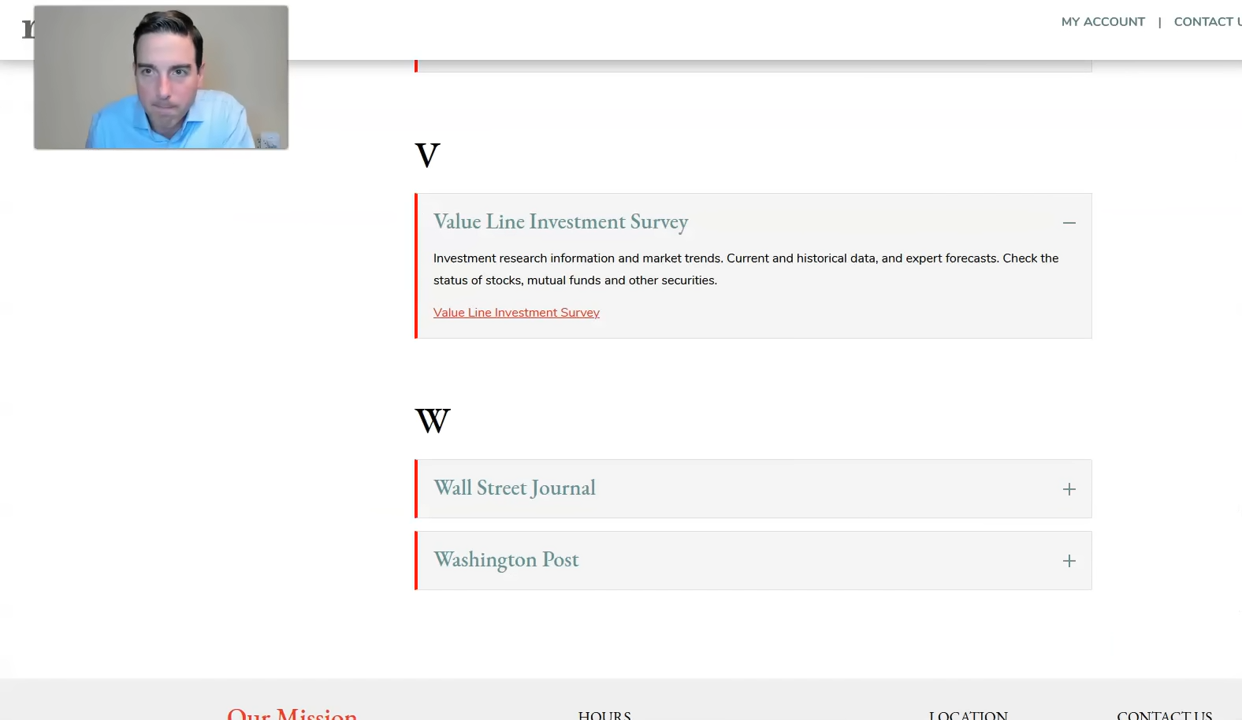 MY ACCOUNT | CONTACT U
V
Value Line Investment Survey
Investment research information and market trends. Current and historical data, and expert forecasts. Check the
status of stocks, mutual funds and other securities.
Value Line Investment Survey
W
Wall Street Journal
Washington Post
Our Mission
HOURS
LOCATION
CONTACT US